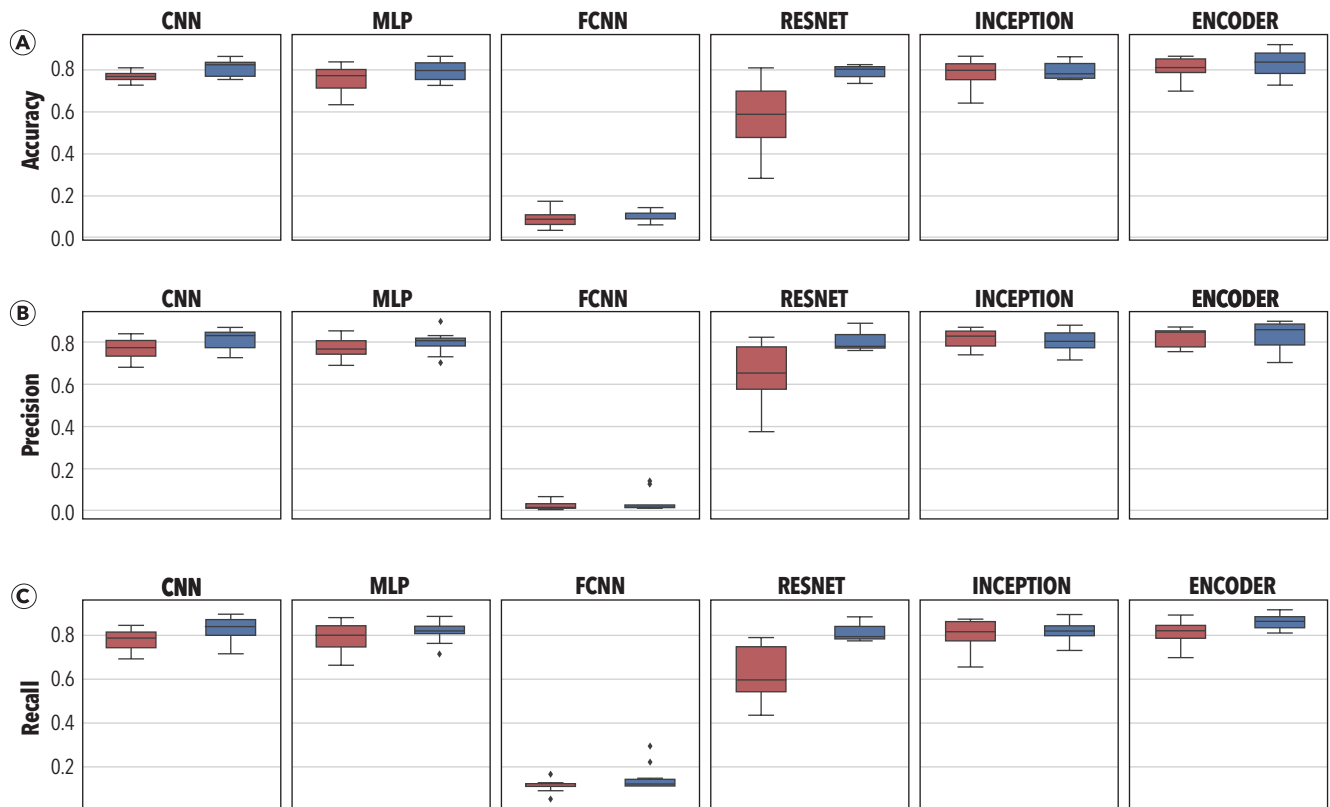 CNN MLP FCNN RESNET INCEPTION ENCODER
A
Accuracy
0.8
0.6
0.4
0.2
0.0
CNN MLP FCNN RESNET INCEPTION ENCODER
B
Precision
0.8
0.6
0.4
0.2
0.0
CNN MLP FCNN RESNET INCEPTION ENCODER
C
Recall
0.8
0.6
0.4
0.2